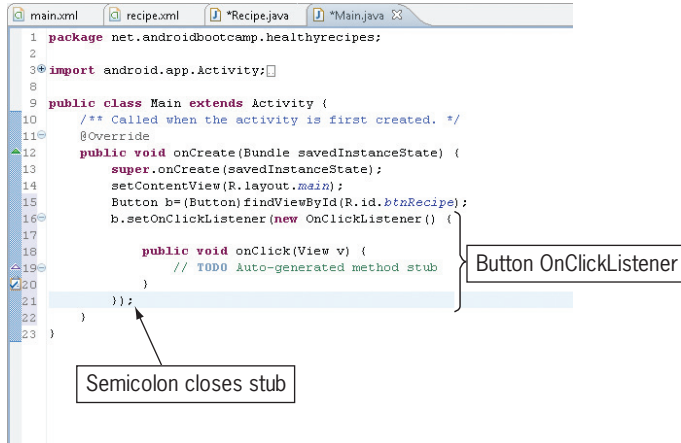 main.xml recipe.xml *Recipe.java *Main.java
1 package net.androidbootcamp.healthyrecipes;
2
3 import android.app.Activity;
8
9 public class Main extends Activity {
10 /** Called when the activity is first created. */
11 @Override
12 public void onCreate(Bundle savedInstanceState) {
13 super.onCreate(savedInstanceState);
14 setContentView(R.layout.main);
15 Button b=(Button)findViewById(R.id.btnRecipe);
16 b.setOnClickListener(new OnClickListener() {
17
18 public void onClick(View v) {
19 // TODO Auto-generated method stub
20 }
21 });
22 }
23 }
Button OnClickListener
Semicolon closes stub